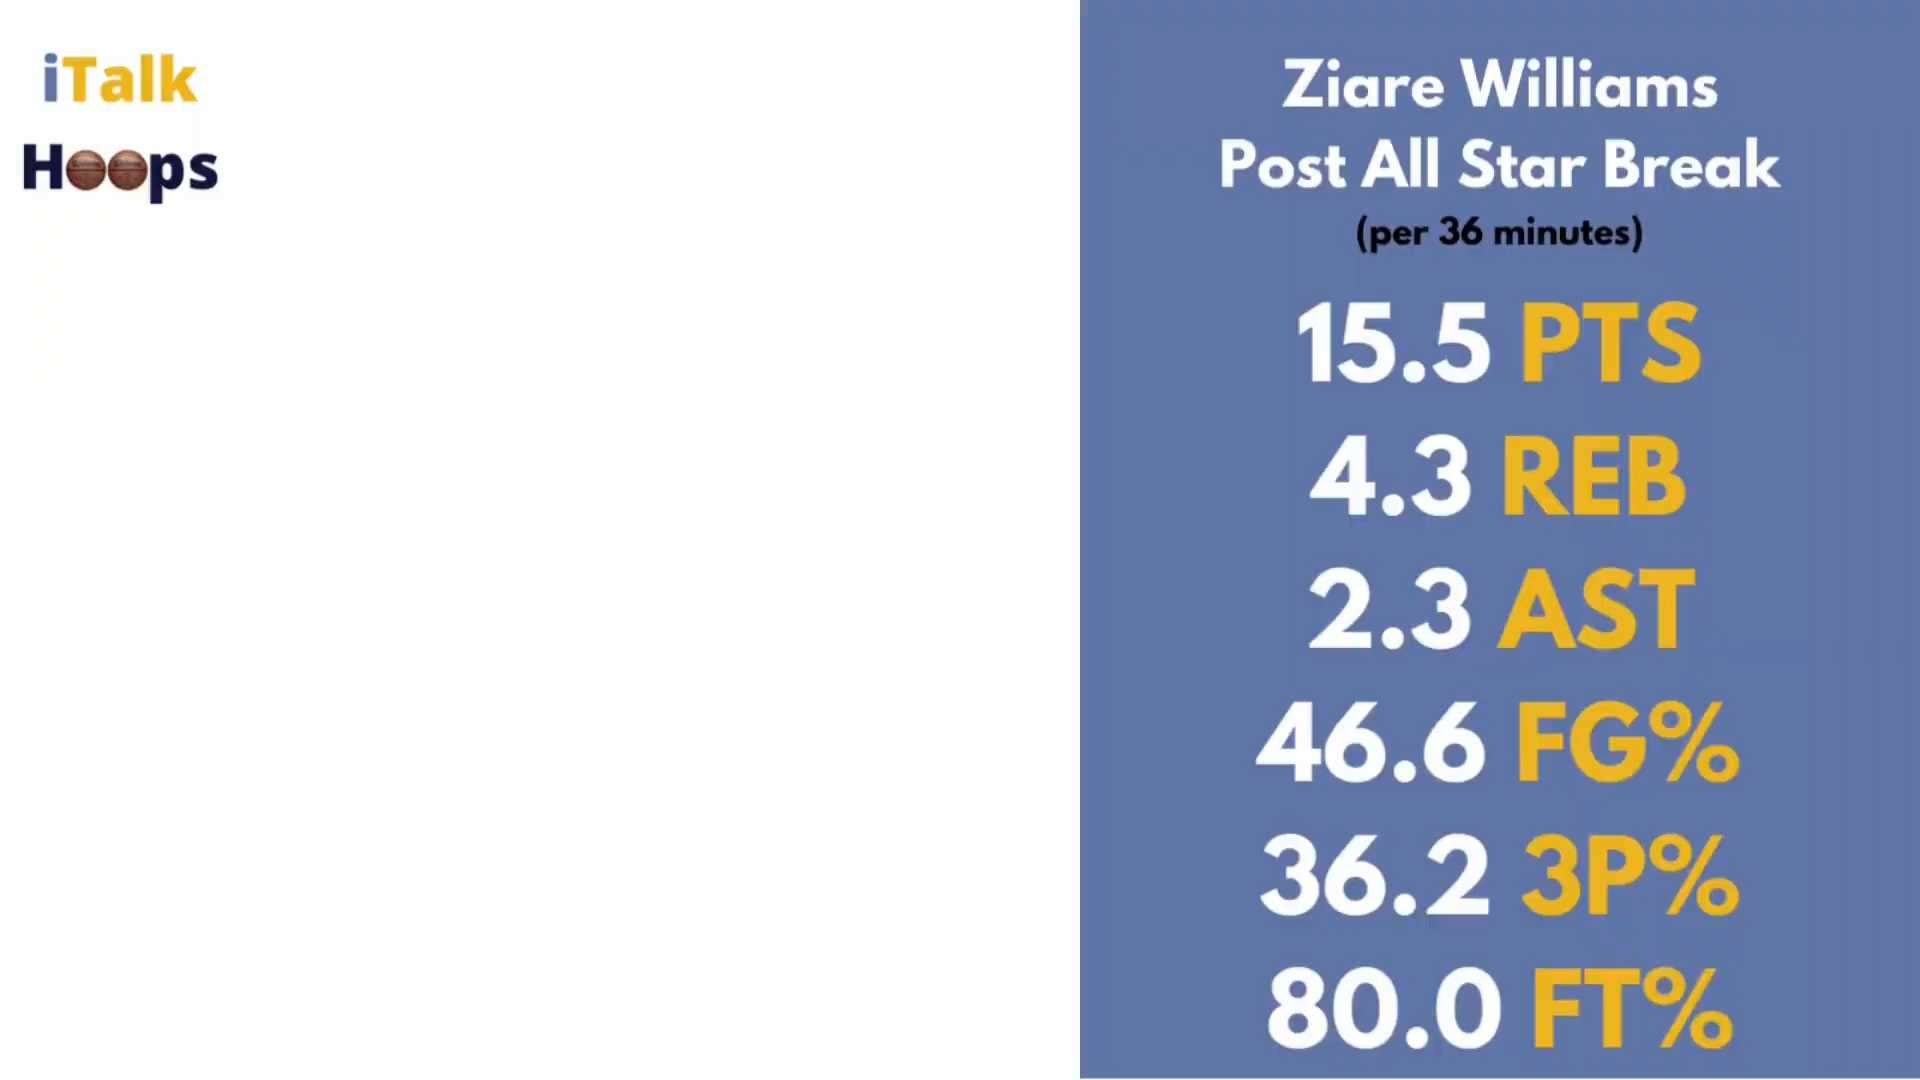 iTalk
Hoops
Ziare Williams
Post All Star Break
(per 36 minutes)
15.5 PTS
4.3 REB
2.3 AST
46.6 FG%
36.2 3P%
80.0 FT%